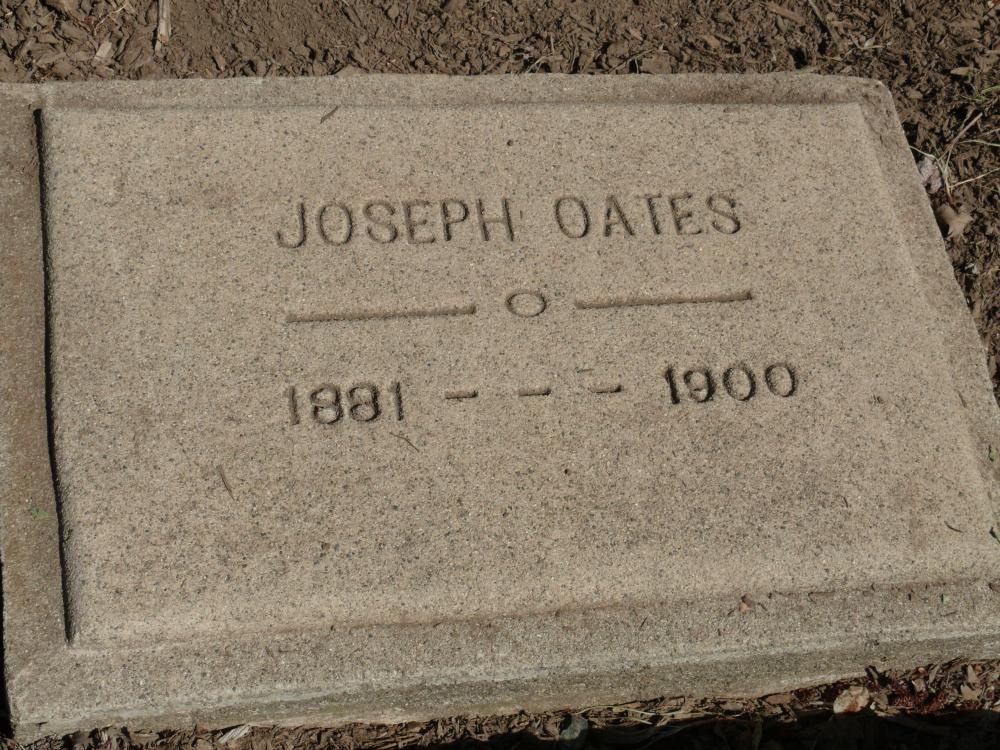 JOSEPH OATES
— O —
1881 - - - 1900